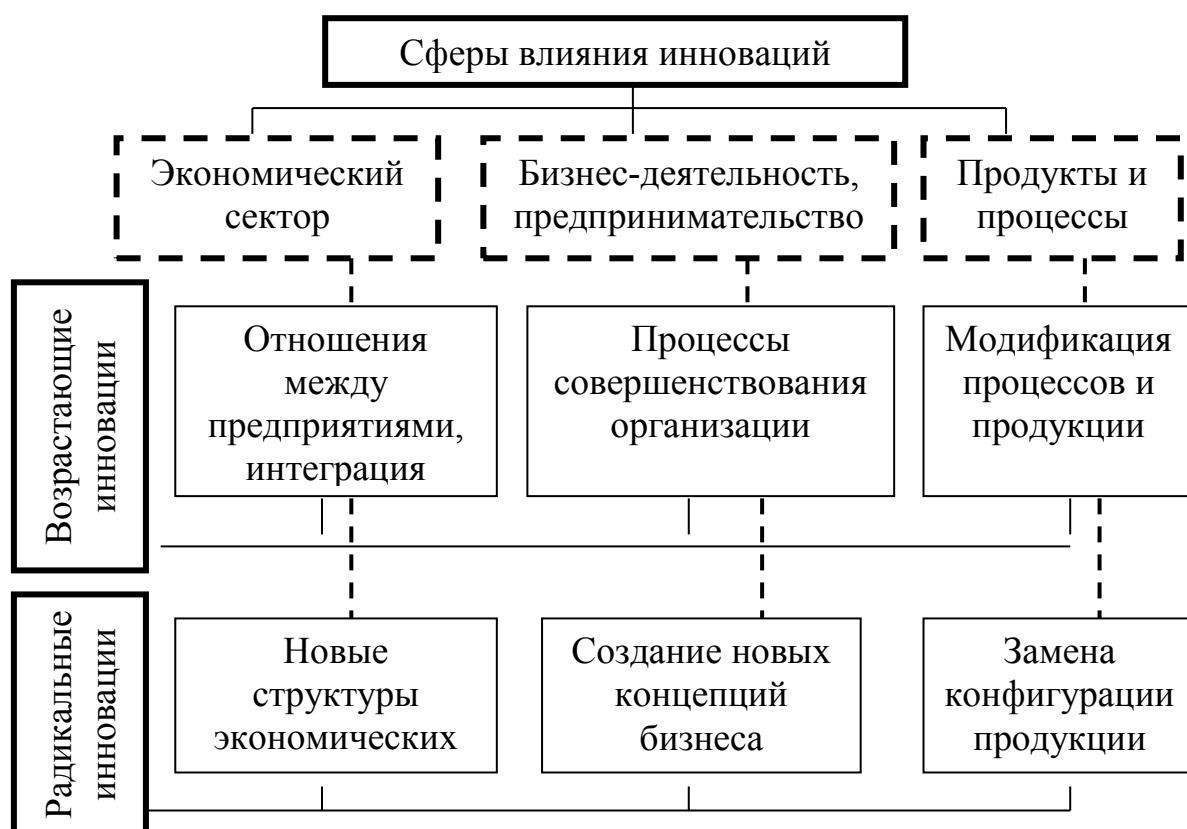 Сферы влияния инноваций
Экономический
сектор
Бизнес-деятельность,
предпринимательство
Продукты и
процессы
Возрастающие
инновации
Отношения
между
предприятиями,
интеграция
Процессы
совершенствования
организации
Модификация
процессов и
продукции
Радикальные
инновации
Новые
структуры
экономических
Создание новых
концепций
бизнеса
Замена
конфигурации
продукции